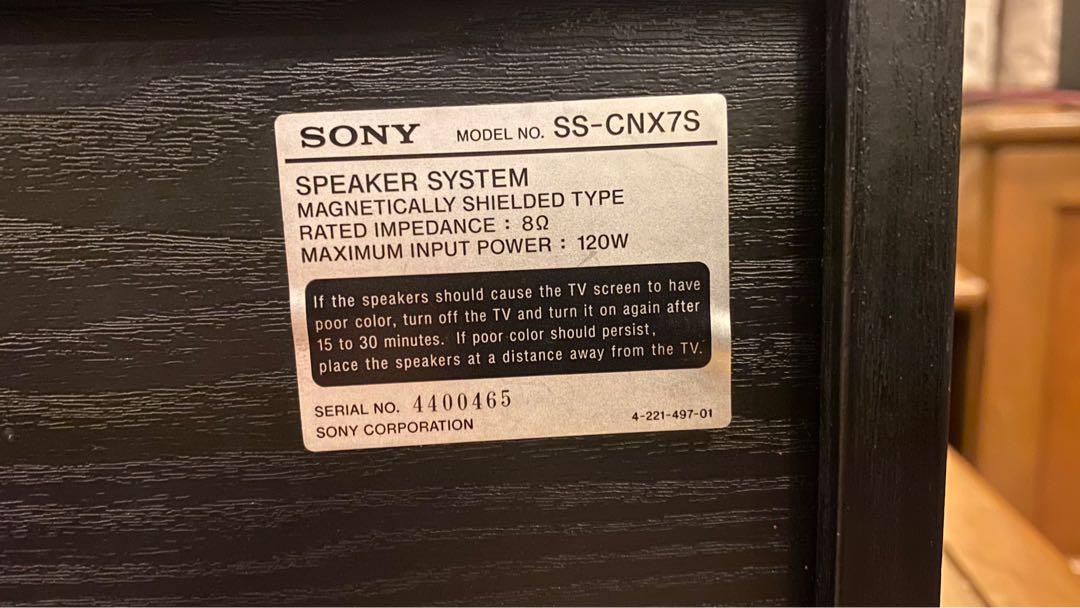 SONY MODEL NO. SS-CNX7S
SPEAKER SYSTEM
MAGNETICALLY SHIELDED TYPE
RATED IMPEDANCE : 8Ω
MAXIMUM INPUT POWER : 120W
If the speakers should cause the TV screen to have
poor color, turn off the TV and turn it on again after
15 to 30 minutes. If poor color should persist,
place the speakers at a distance away from the TV.
SERIAL NO. 4400465
SONY CORPORATION 4-221-497-01